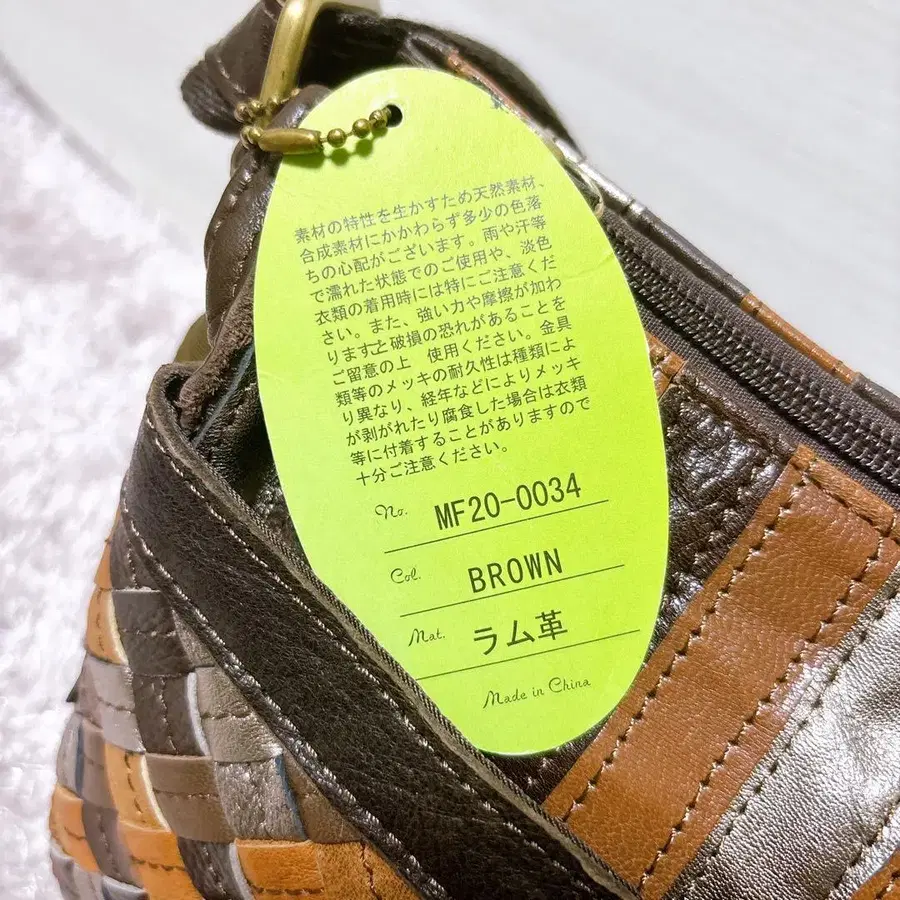 素材の特性を生かすため天然素材、
合成素材にかかわらず多少の色落
ちの心配がございます。雨や汗等
で濡れた状態でのご使用や、淡色
衣類の着用時には特にご注意くだ
さい。また、強い力や摩擦が加わ
りますと破損の恐れがあることを
ご留意の上　使用ください。金具
類等のメッキの耐久性は種類によ
り異なり、経年などによりメッキ
が剥がれたり腐食した場合は衣類
等に付着することがありますので
十分ご注意ください。
No. MF20-0034
Col. BROWN
Mat. ラム革
Made in China